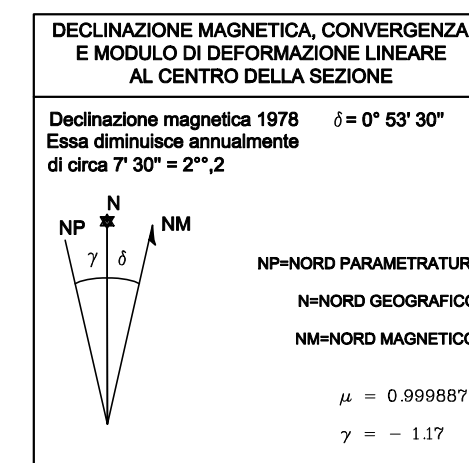 DECLINAZIONE MAGNETICA, CONVERGENZA
E MODULO DI DEFORMAZIONE LINEARE
AL CENTRO DELLA SEZIONE
Declinazione magnetica 1978 δ = 0° 53' 30"
Essa diminuisce annualmente
di circa 7' 30" = 2°°,2
N
NP NM
γ δ
NP=NORD PARAMETRATUR
N=NORD GEOGRAFICO
NM=NORD MAGNETICO
μ = 0.999887
γ = - 1.17